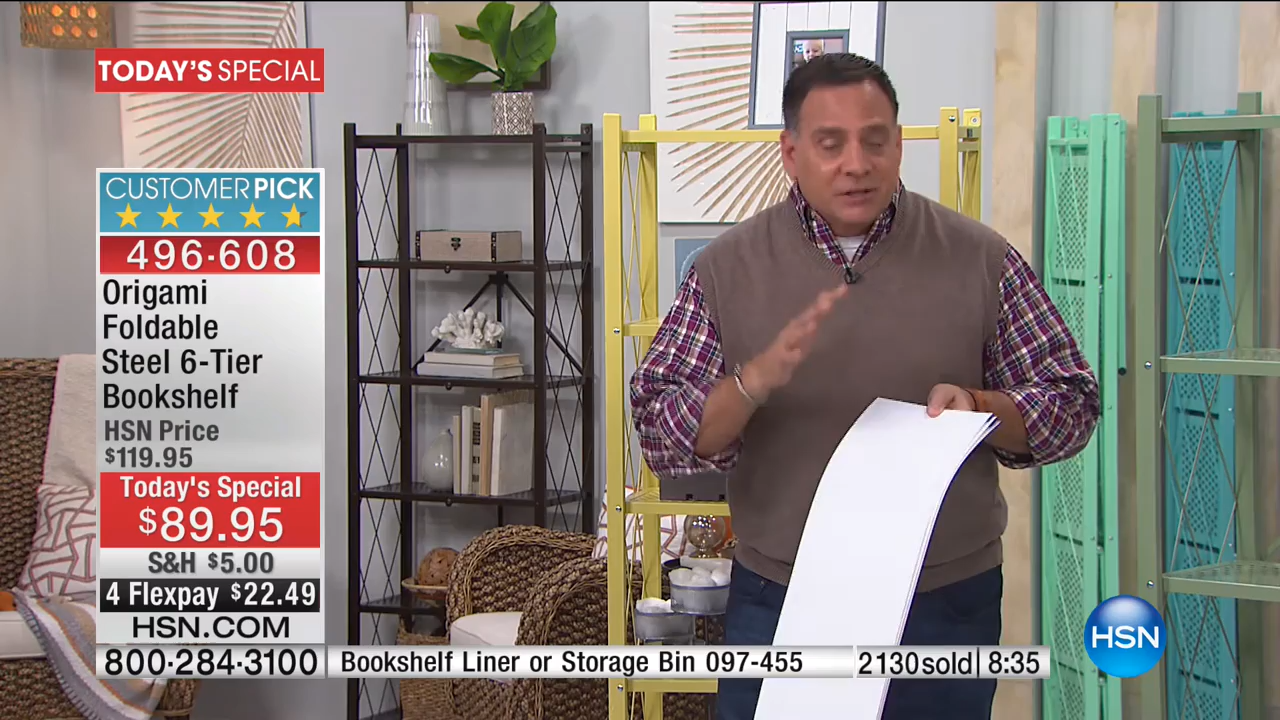 TODAY'S SPECIAL
CUSTOMER PICK
496-608
Origami
Foldable
Steel 6-Tier
Bookshelf
HSN Price
$119.95
Today's Special
$89.95
S&H $5.00
4 Flexpay $22.49
HSN.COM
800-284-3100
Bookshelf Liner or Storage Bin 097-455
2130 sold
8:35
HSN